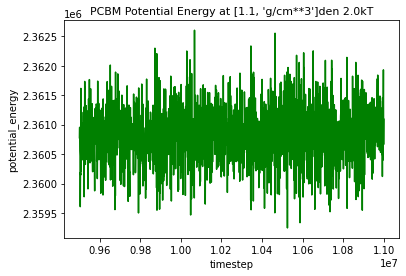 PCBM Potential Energy at [1.1, 'g/cm**3']den 2.0kT
1e6
2.3625
2.3620
2.3615
2.3610
2.3605
2.3600
2.3595
potential_energy
0.96 0.98 1.00 1.02 1.04 1.06 1.08 1.10
timestep
1e7